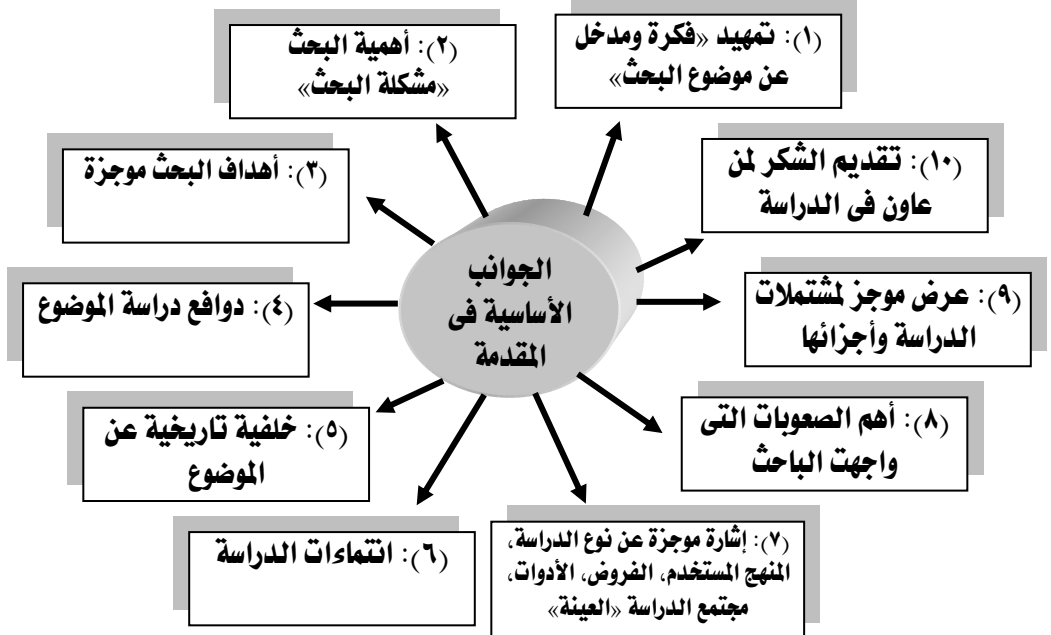 الجوانب
الأساسية فى
المقدمة
(١): تمهيد «فكرة ومدخل
عن موضوع البحث»
(٢): أهمية البحث
«مشكلة البحث»
(٣): أهداف البحث موجزة
(٤): دوافع دراسة الموضوع
(٥): خلفية تاريخية عن
الموضوع
(٦): انتماءات الدراسة
(٧): إشارة موجزة عن نوع الدراسة،
المنهج المستخدم، الفروض، الأدوات،
مجتمع الدراسة «العينة»
(٨): أهم الصعوبات التى
واجهت الباحث
(٩): عرض موجز لمشتملات
الدراسة وأجزائها
(١٠): تقديم الشكر لمن
عاون فى الدراسة